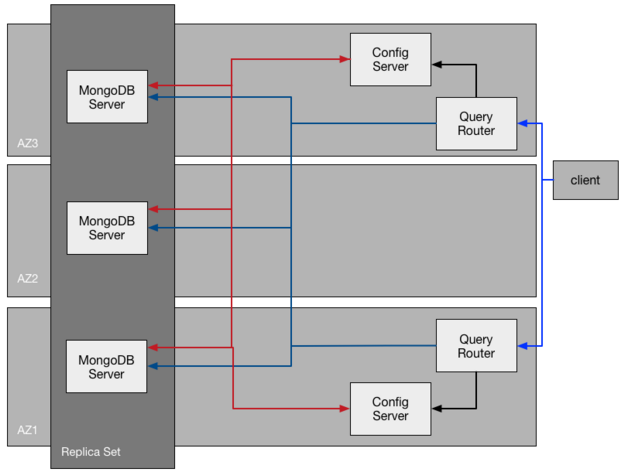 Config
Server
MongoDB
Server
Query
Router
AZ3
client
MongoDB
Server
AZ2
Query
Router
MongoDB
Server
Config
Server
AZ1
Replica Set